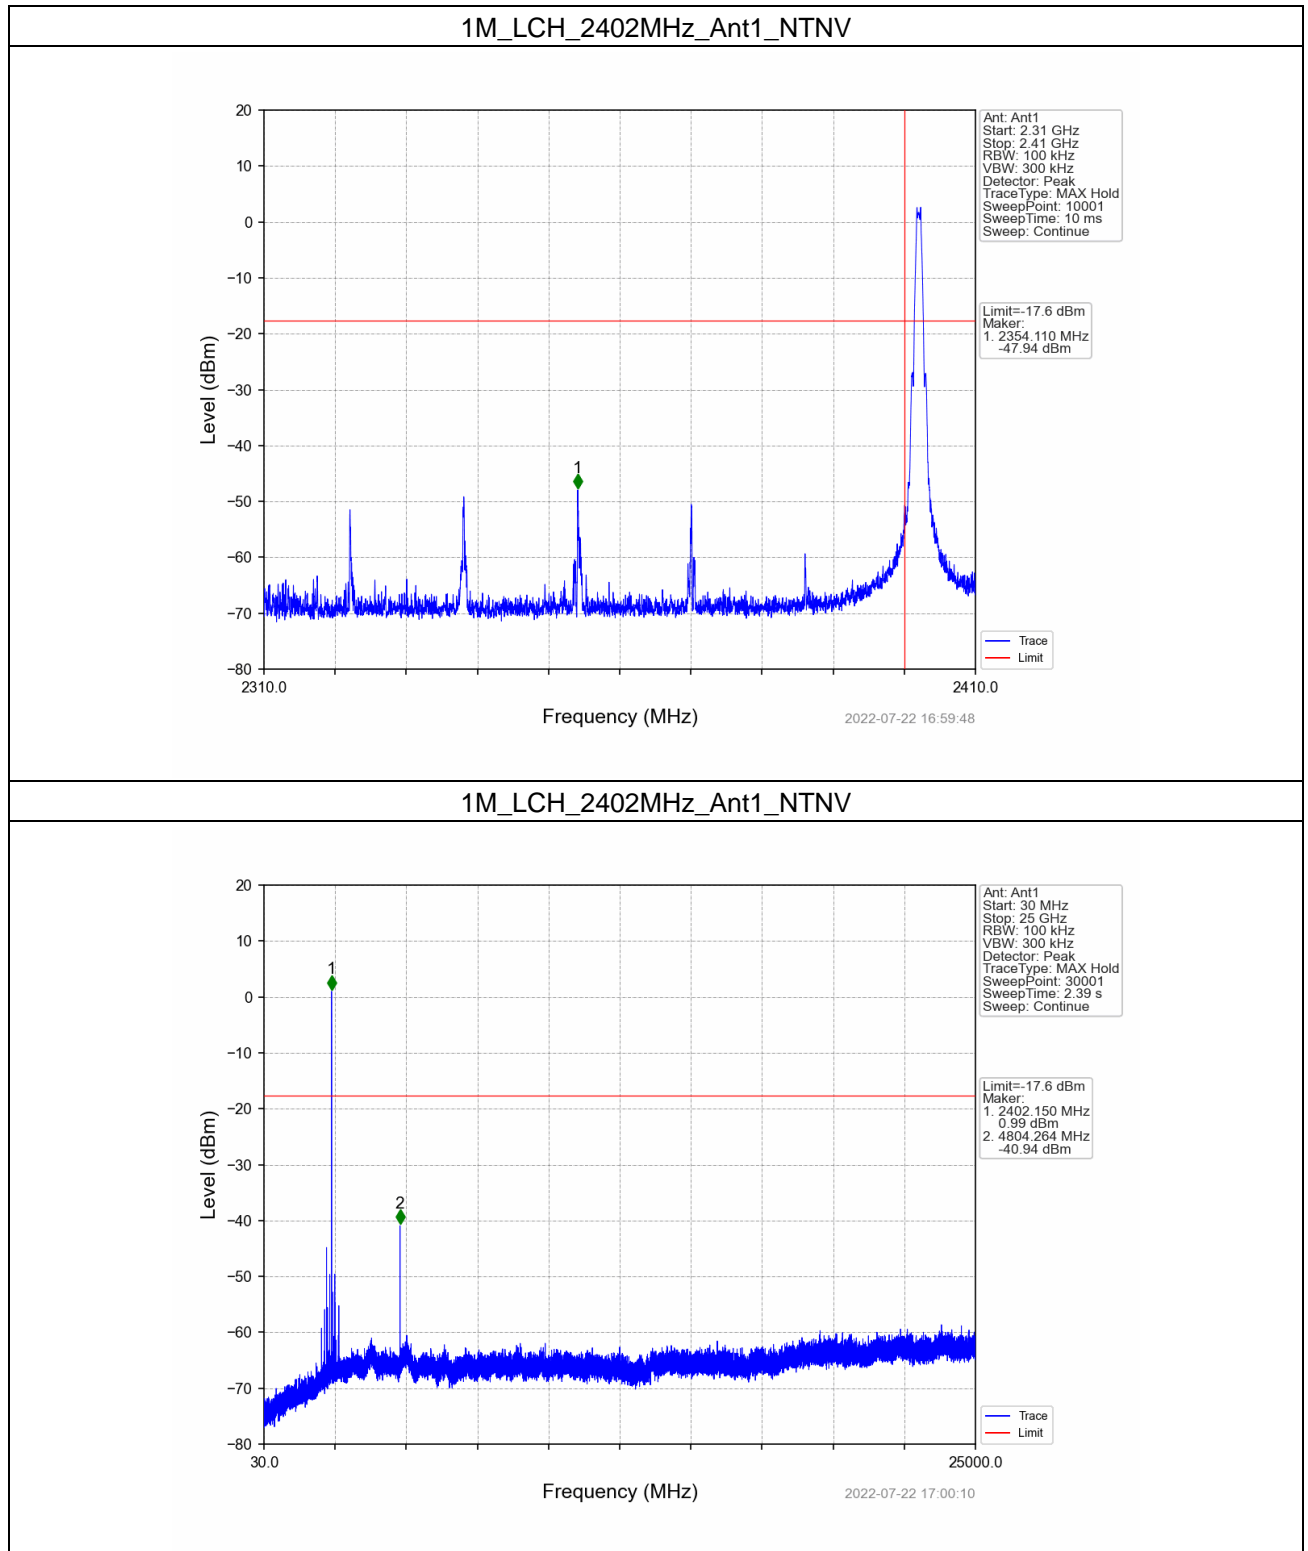 1M_LCH_2402MHz_Ant1_NTNV
20
10
0
−10
−20
−30
−40
−50
−60
−70
−80
Level (dBm)
1
2310.0
2410.0
Frequency (MHz)
2022-07-22 16:59:48
Ant: Ant1
Start: 2.31 GHz
Stop: 2.41 GHz
RBW: 100 kHz
VBW: 300 kHz
Detector: Peak
TraceType: MAX Hold
SweepPoint: 10001
SweepTime: 10 ms
Sweep: Continue
Limit=-17.6 dBm
Maker:
1. 2354.110 MHz
-47.94 dBm
Trace
Limit
1M_LCH_2402MHz_Ant1_NTNV
20
10
0
−10
−20
−30
−40
−50
−60
−70
−80
Level (dBm)
1
2
30.0
25000.0
Frequency (MHz)
2022-07-22 17:00:10
Ant: Ant1
Start: 30 MHz
Stop: 25 GHz
RBW: 100 kHz
VBW: 300 kHz
Detector: Peak
TraceType: MAX Hold
SweepPoint: 30001
SweepTime: 2.39 s
Sweep: Continue
Limit=-17.6 dBm
Maker:
1. 2402.150 MHz
0.99 dBm
2. 4804.264 MHz
-40.94 dBm
Trace
Limit